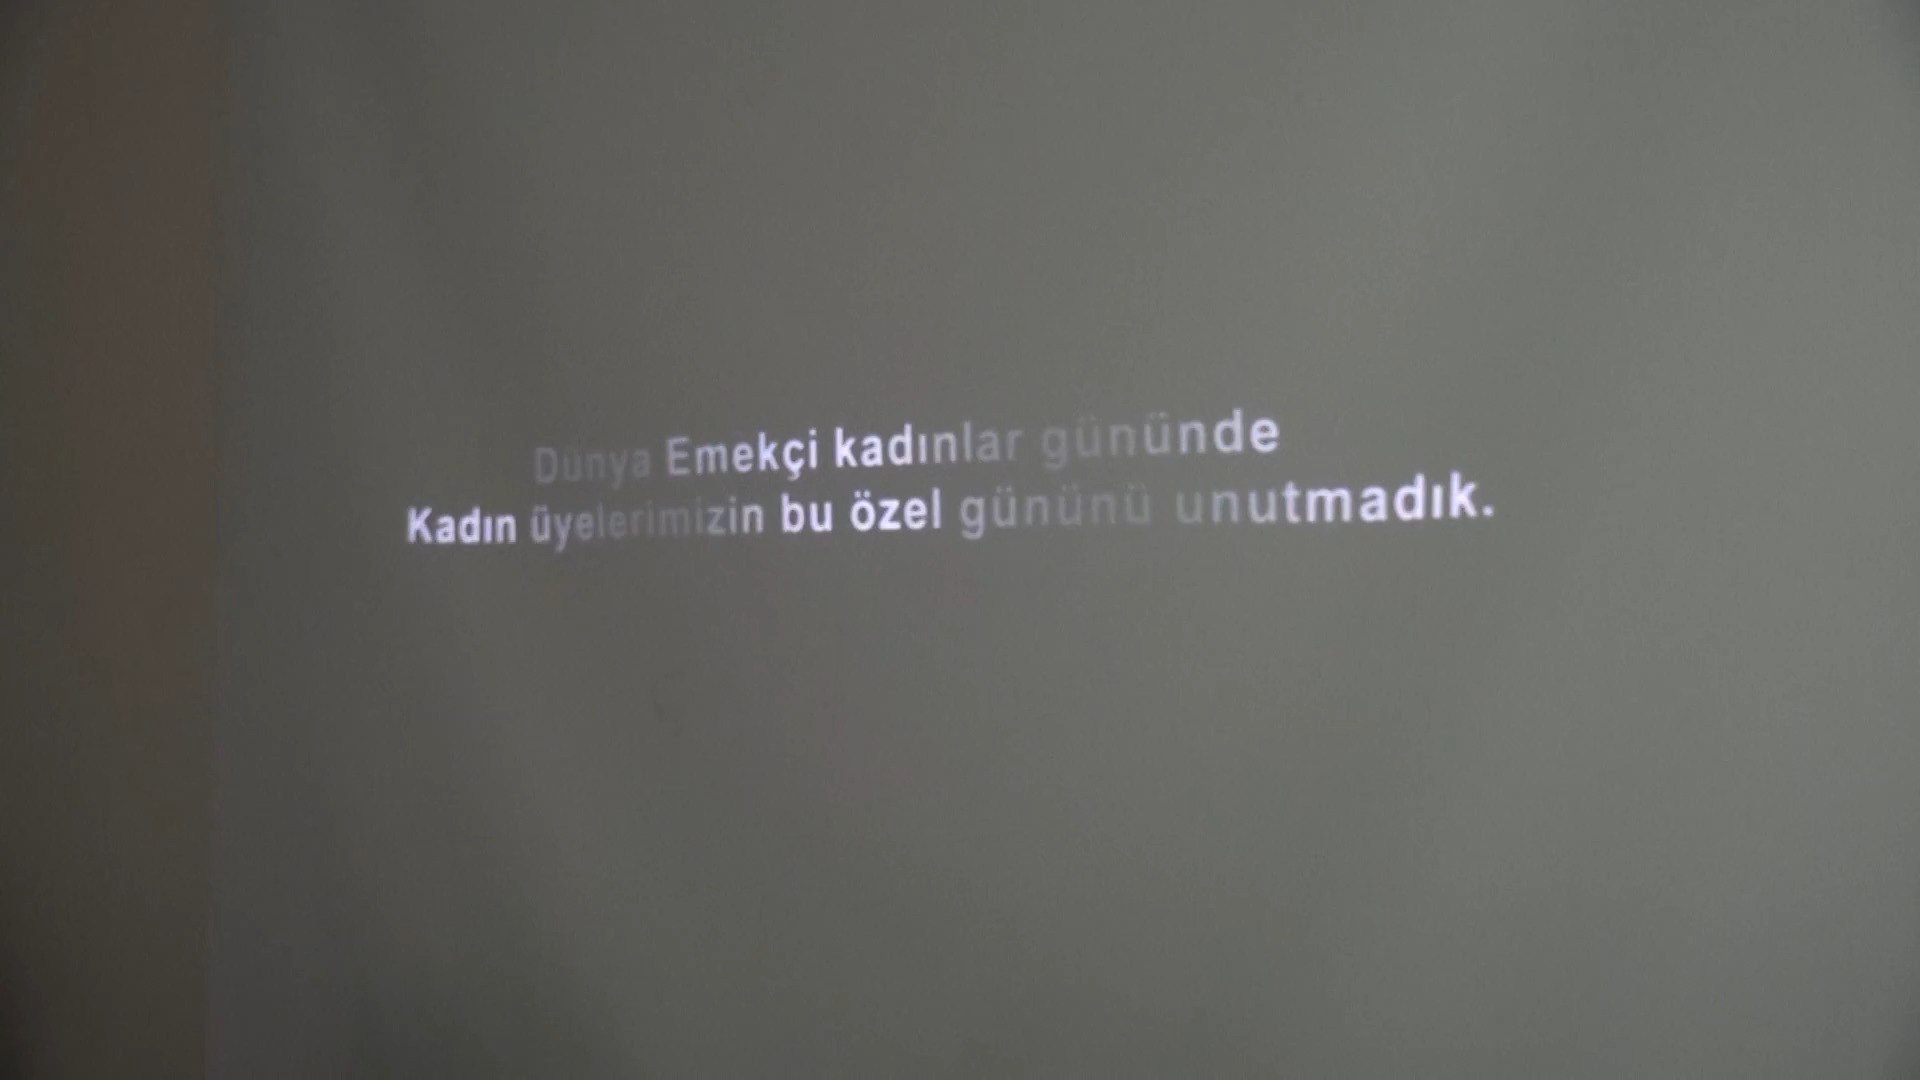 Dünya Emekçi kadınlar gününde
Kadın üyelerimizin bu özel gününü unutmadık.